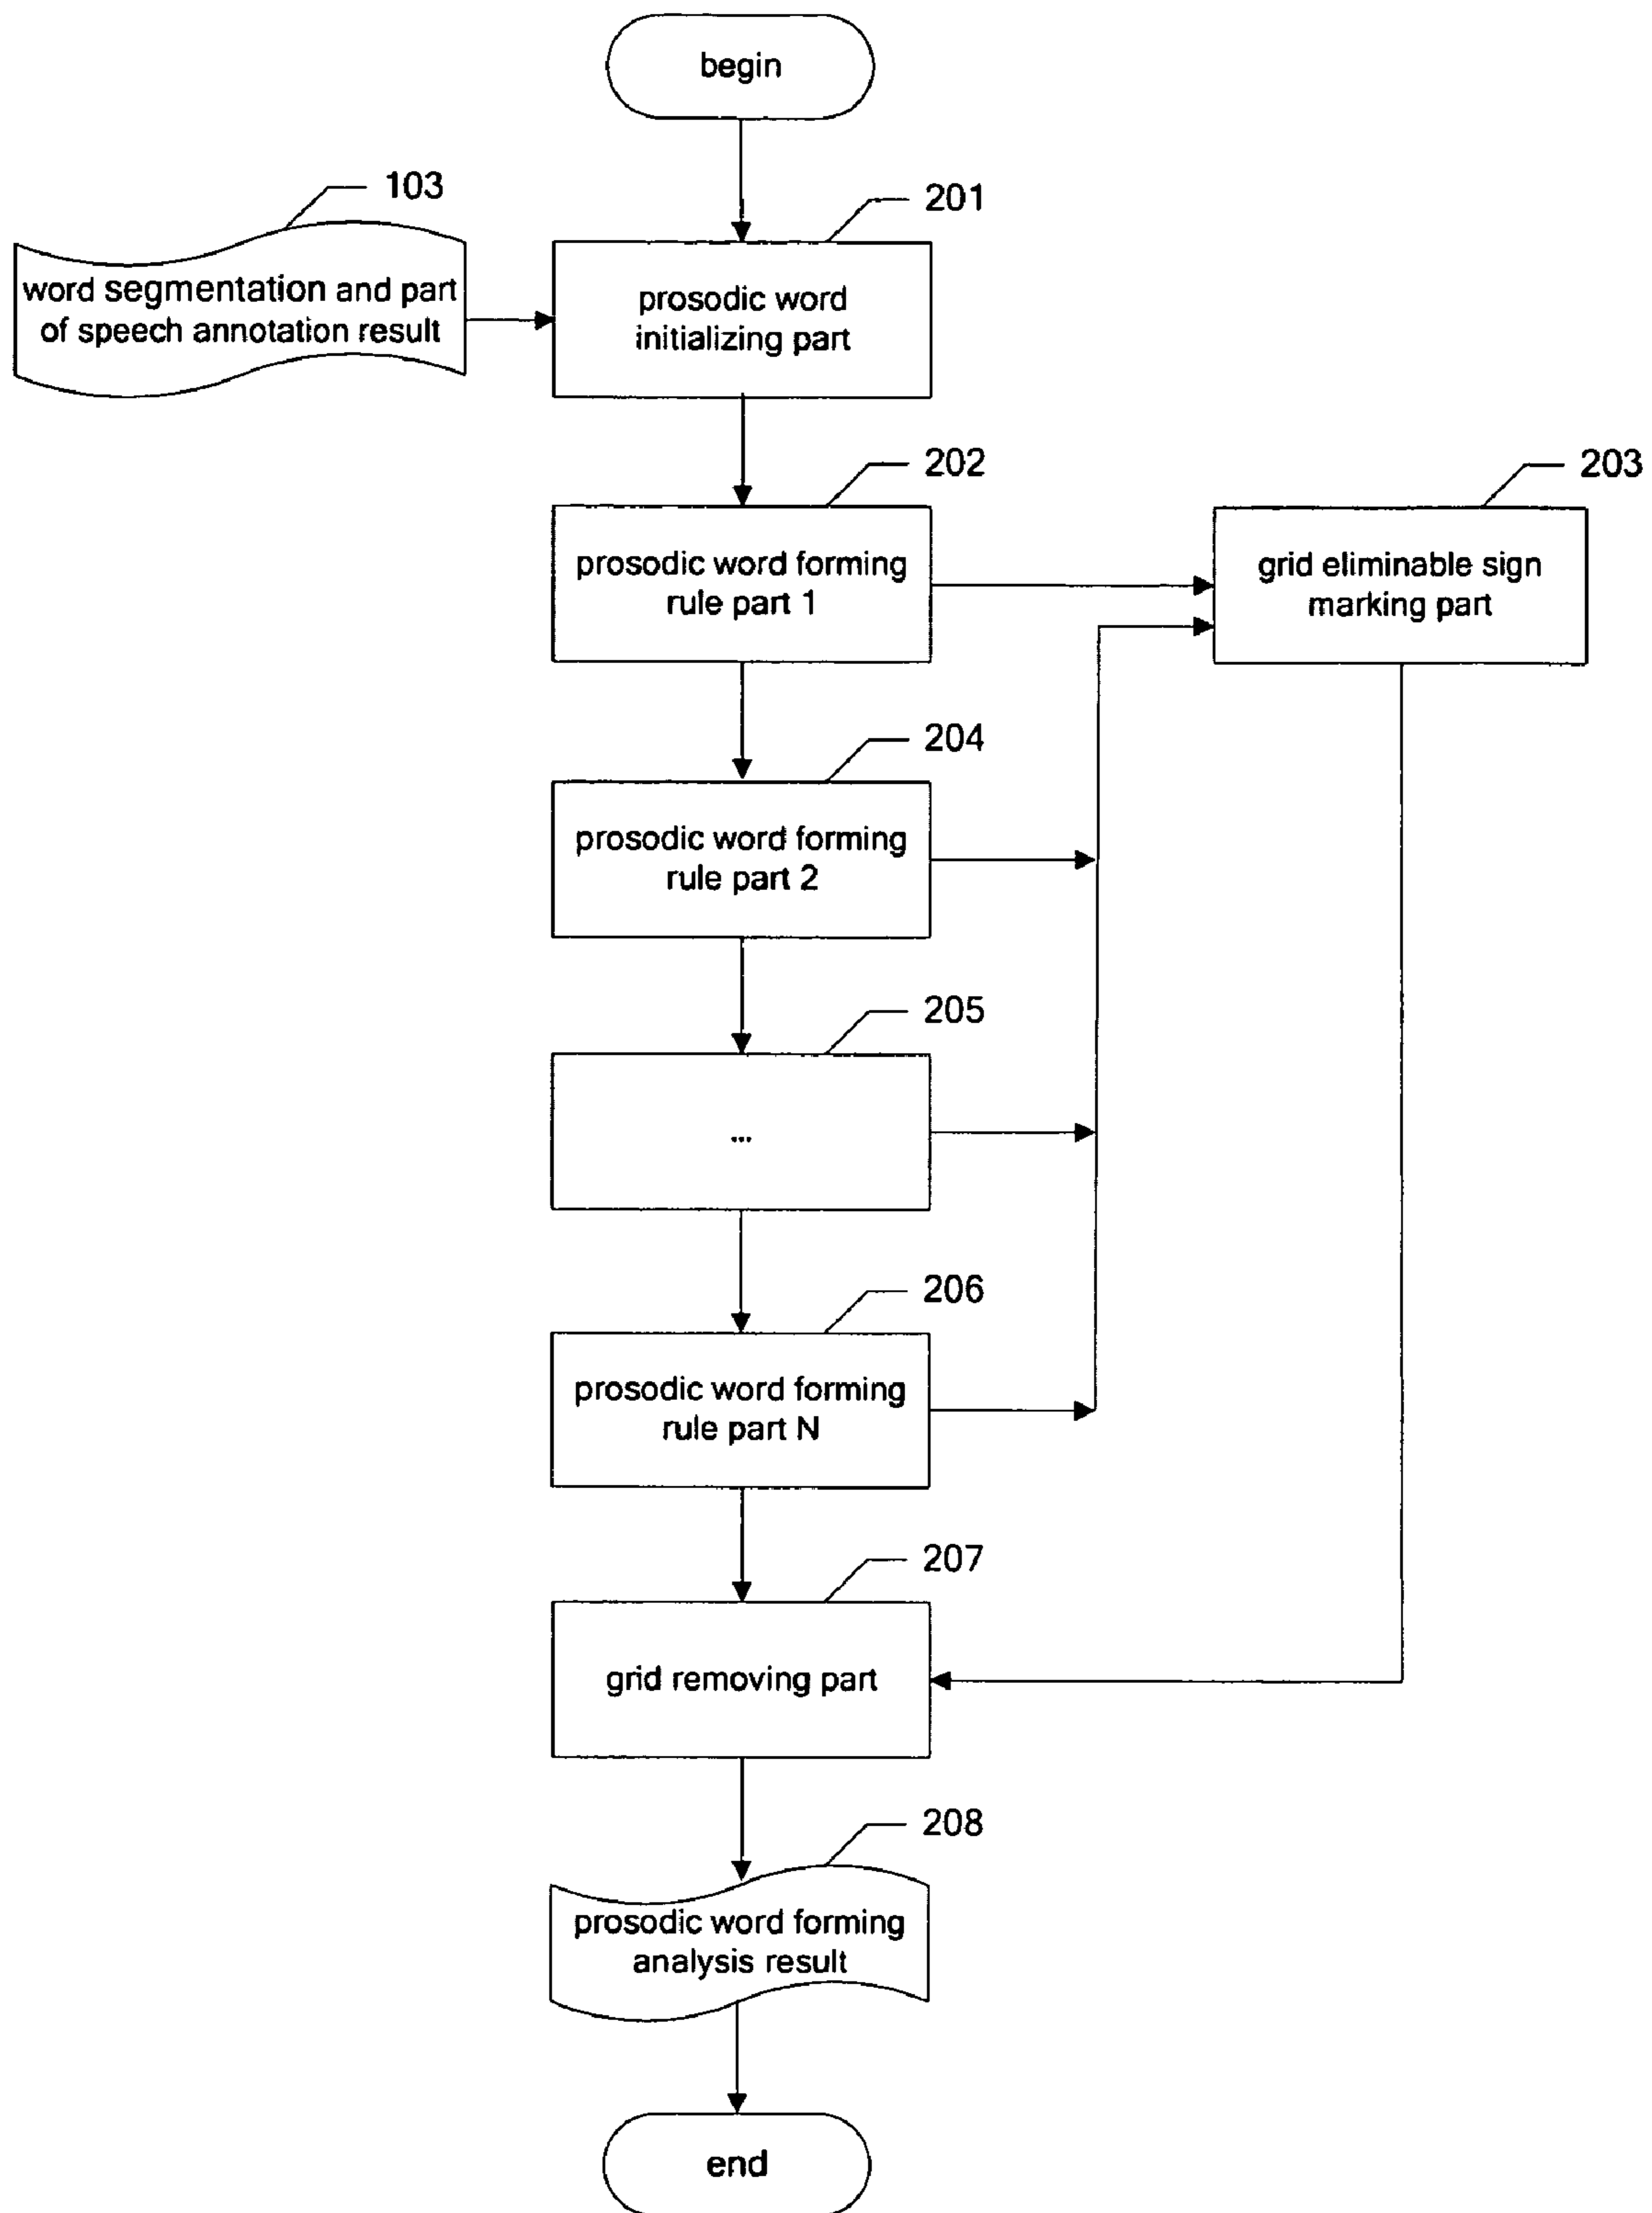 begin
103
201
word segmentation and part
of speech annotation result
prosodic word
initializing part
202
203
prosodic word forming
rule part 1
grid eliminable sign
marking part
204
prosodic word forming
rule part 2
205
...
206
prosodic word forming
rule part N
207
grid removing part
208
prosodic word forming
analysis result
end